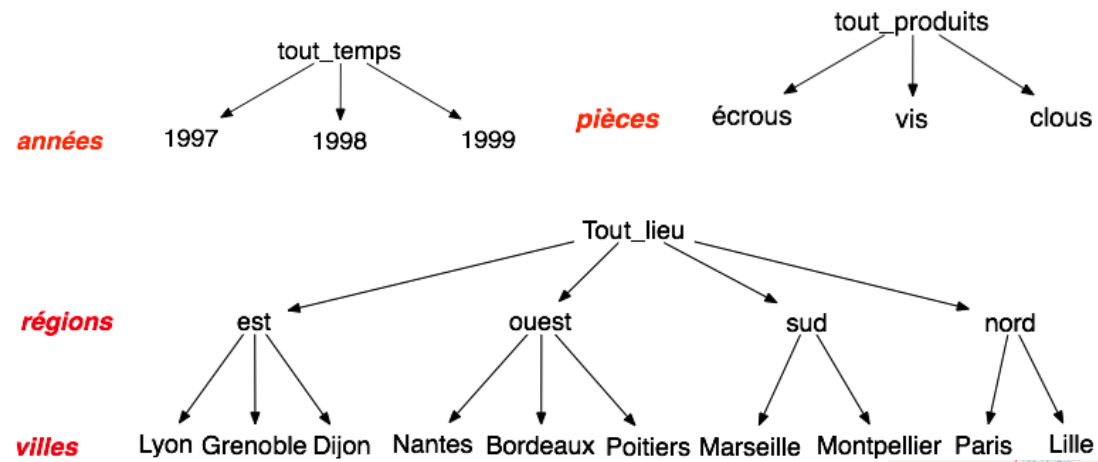 tout_temps
années 1997 1998 1999
tout_produits
pièces écrous vis clous
Tout_lieu
régions est ouest sud nord
villes Lyon Grenoble Dijon Nantes Bordeaux Poitiers Marseille Montpellier Paris Lille